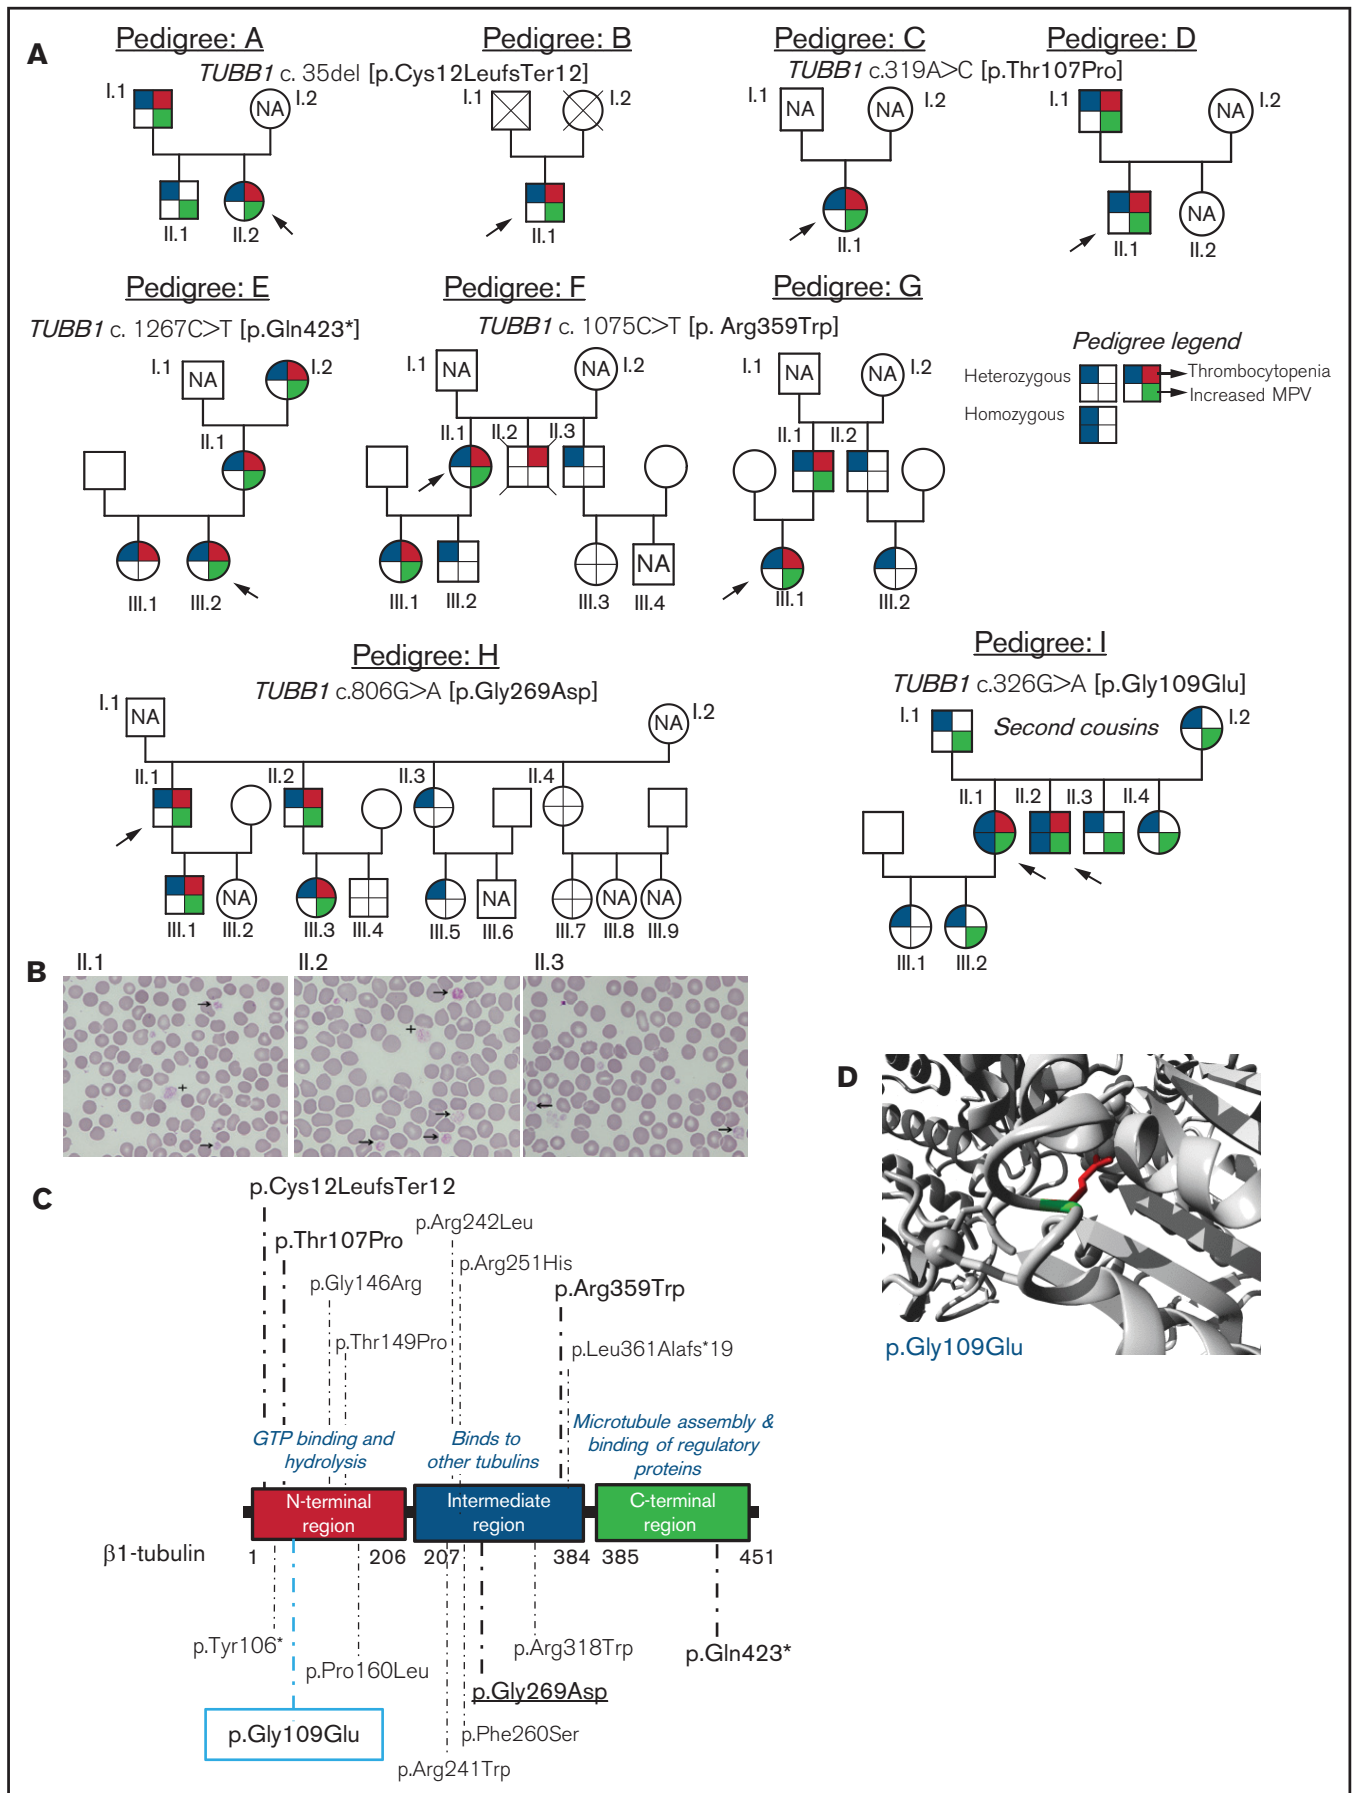 A
Pedigree: A
Pedigree: B
Pedigree: C
Pedigree: D
TUBB1 c. 35del [p.Cys12LeufsTer12]
TUBB1 c.319A>C [p.Thr107Pro]
I.1
NA
I.2
II.1
II.2
I.1
I.2
II.1
I.1
NA
NA
I.2
II.1
I.1
NA
I.2
II.1
NA
II.2
Pedigree: E
Pedigree: F
Pedigree: G
TUBB1 c. 1267C>T [p.Gln423*]
TUBB1 c. 1075C>T [p. Arg359Trp]
I.1
NA
I.2
II.1
III.1
III.2
I.1
NA
NA
I.2
II.1
II.2
II.3
NA
III.1
III.2
III.3
III.4
I.1
NA
NA
I.2
II.1
II.2
III.1
III.2
Pedigree legend
Heterozygous
Thrombocytopenia
Increased MPV
Homozygous
Pedigree: H
TUBB1 c.806G>A [p.Gly269Asp]
I.1
NA
NA
I.2
II.1
II.2
II.3
II.4
NA
NA
NA
NA
III.1
III.2
III.3
III.4
III.5
III.6
III.7
III.8
III.9
Pedigree: I
TUBB1 c.326G>A [p.Gly109Glu]
I.1
Second cousins
I.2
II.1
II.2
II.3
II.4
III.1
III.2
B
II.1
II.2
II.3
+
+
C
p.Cys12LeufsTer12
p.Thr107Pro
p.Gly146Arg
p.Thr149Pro
p.Arg242Leu
p.Arg251His
p.Arg359Trp
p.Leu361Alafs*19
GTP binding and
hydrolysis
Binds to
other tubulins
Microtubule assembly &
binding of regulatory
proteins
N-terminal
region
Intermediate
region
C-terminal
region
β1-tubulin
1
206
207
384
385
451
p.Tyr106*
p.Pro160Leu
p.Gly109Glu
p.Arg241Trp
p.Phe260Ser
p.Gly269Asp
p.Arg318Trp
p.Gln423*
D
p.Gly109Glu